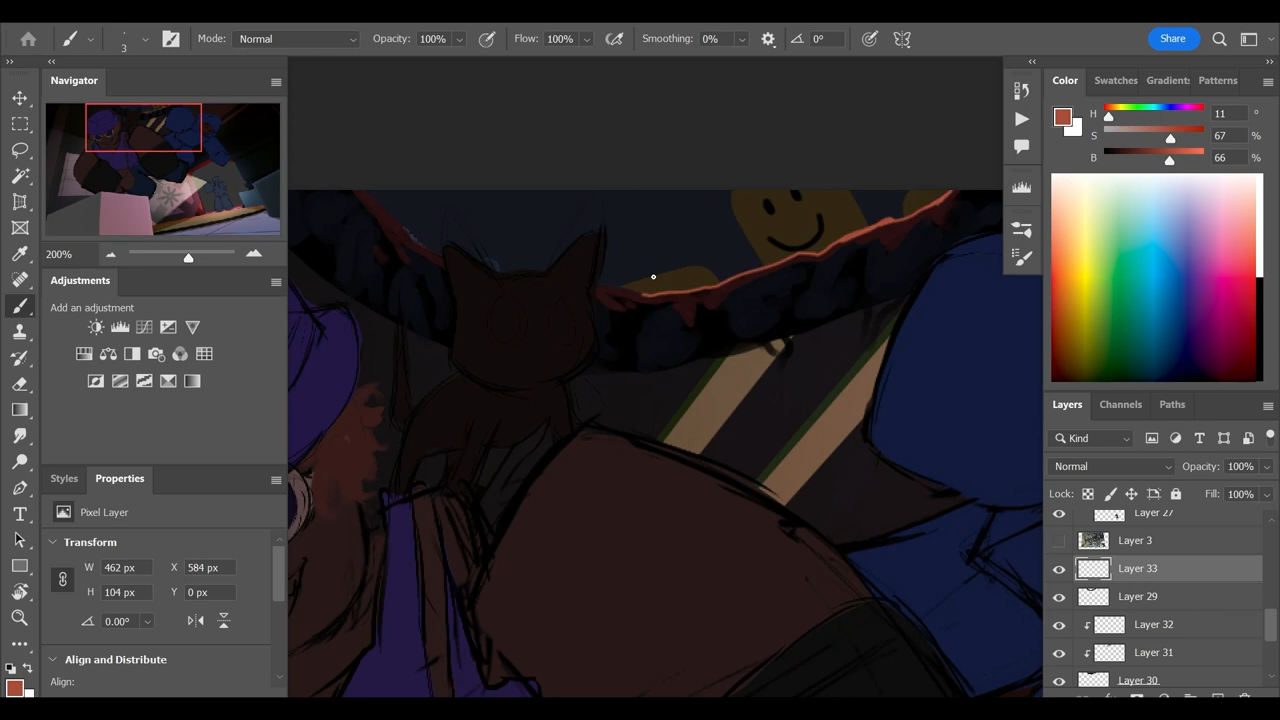 3 Mode: Normal Opacity: 100% Flow: 100% Smoothing: 0% 0° Share
Navigator
200%
Adjustments
Add an adjustment
Styles Properties
Pixel Layer
Transform
W 462 px X 584 px
H 104 px Y 0 px
0.00°
Align and Distribute
Align:
Color Swatches Gradient: Patterns
H 11 °
S 67 %
B 66 %
Layers Channels Paths
Kind
Normal Opacity: 100%
Lock: Fill: 100%
Layer 27
Layer 3
Layer 33
Layer 29
Layer 32
Layer 31
Layer 30